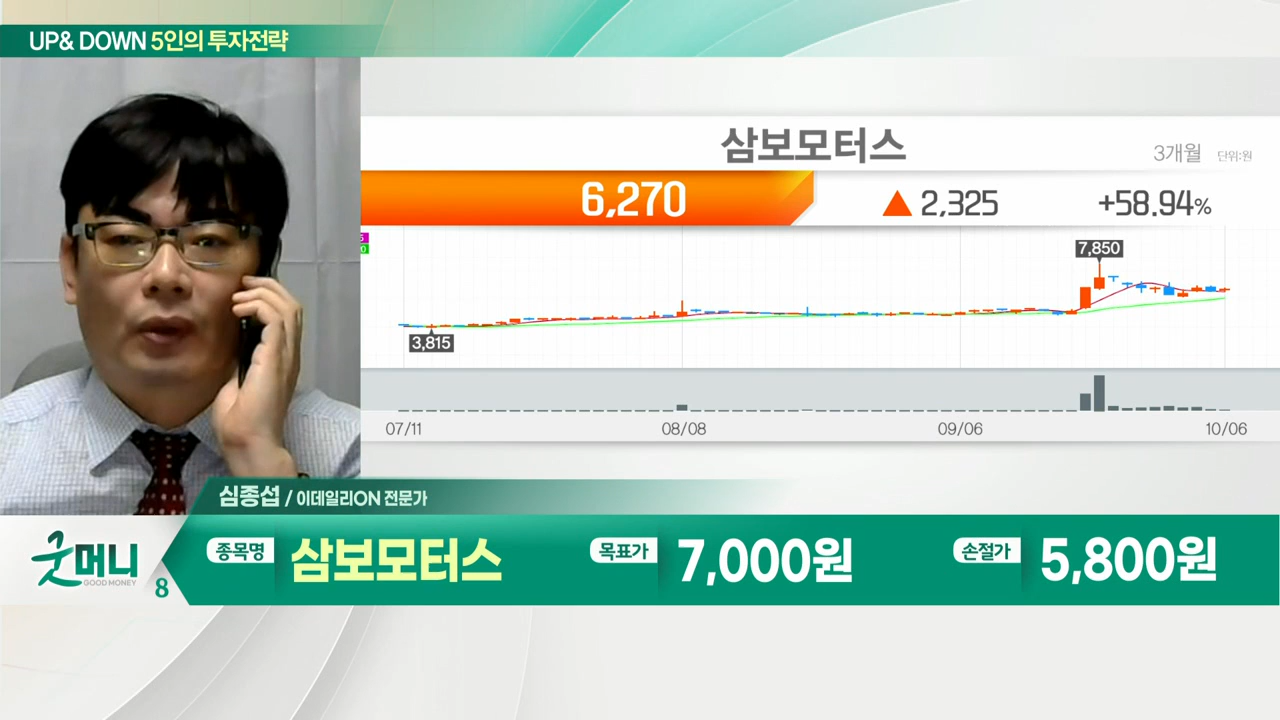 UP& DOWN 5인의 투자전략
삼보모터스
3개월 단위:원
6,270 ▲ 2,325 +58.94%
7,850
3,815
07/11 08/08 09/06 10/06
심종섭 / 이데일리ON 전문가
굿머니
GOOD MONEY
8
종목명 삼보모터스 목표가 7,000원 손절가 5,800원